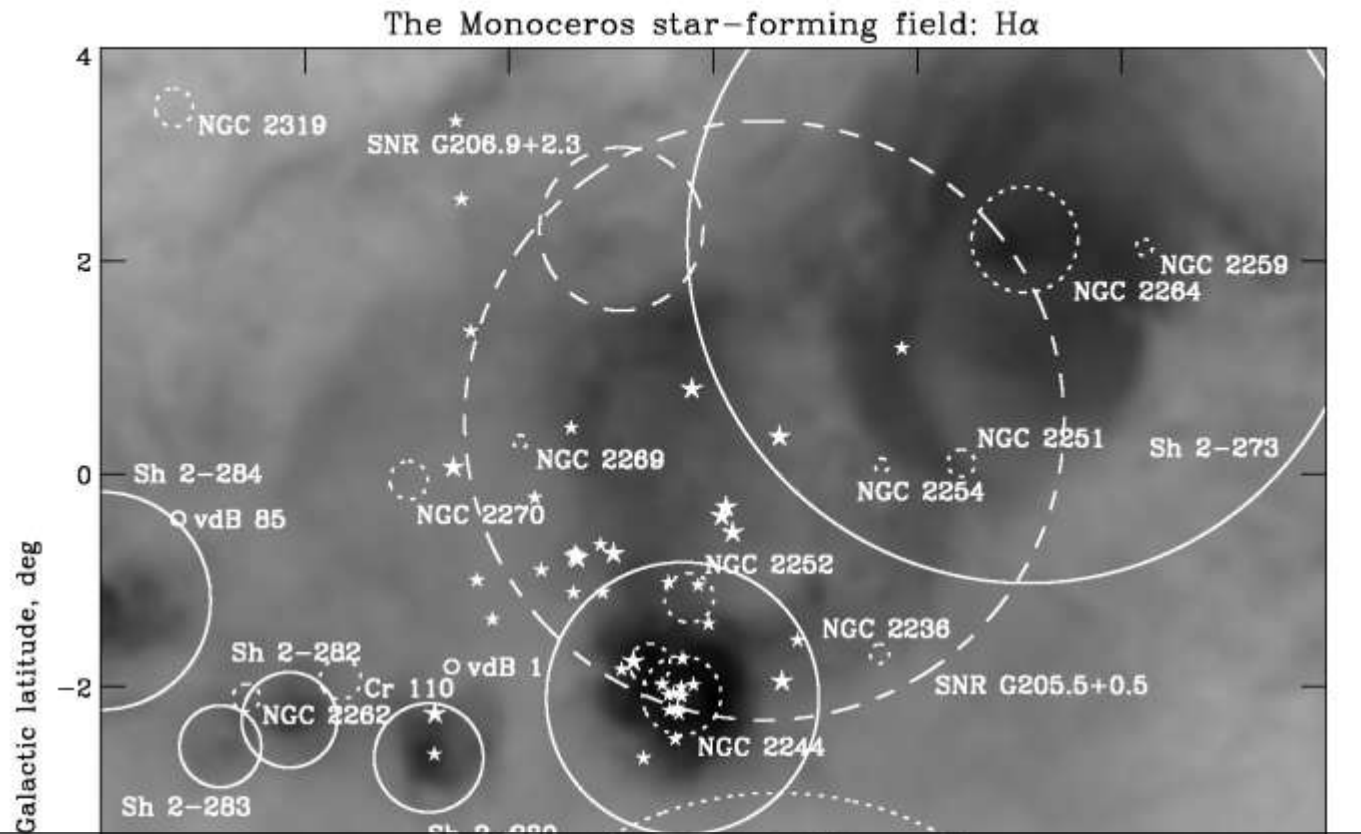 The Monoceros star-forming field: Hα
4
NGC 2319
SNR G206.9+2.3
2
NGC 2259
NGC 2264
NGC 2251
Sh 2-273
NGC 2269
0
Sh 2-284
NGC 2254
NGC 2270
vdB 85
NGC 2252
Galactic latitude, deg
NGC 2236
Sh 2-282
vdB 1
Cr 110
SNR G205.5+0.5
-2
NGC 2262
NGC 2244
Sh 2-283